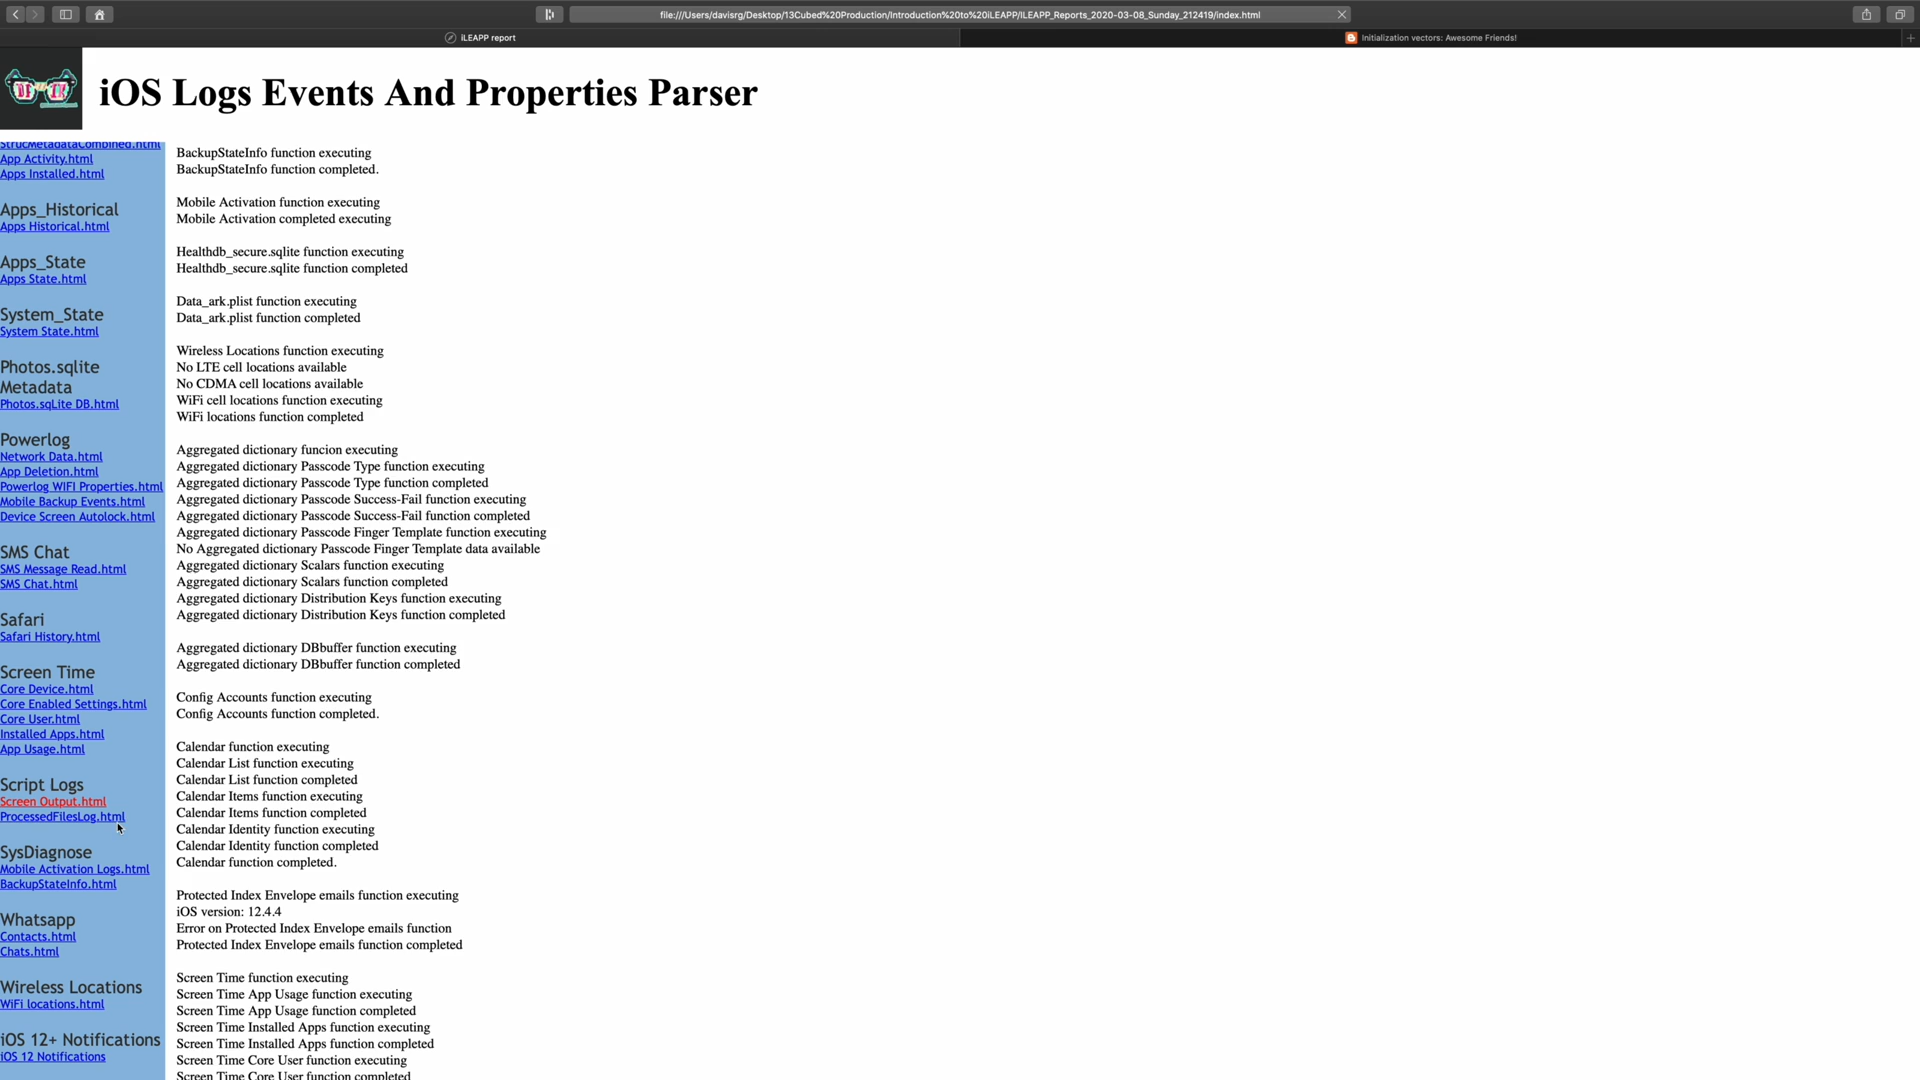 file:///Users/davisrg/Desktop/13Cubed%20Production/Introduction%20to%20iLEAPP/ILEAPP_Reports_2020-03-08_Sunday_212419/index.html
iLEAPP report
Initialization vectors: Awesome Friends!
iOS Logs Events And Properties Parser
StrucMetadataCombined.html
App Activity.html
Apps Installed.html
Apps_Historical
Apps Historical.html
Apps_State
Apps State.html
System_State
System State.html
Photos.sqlite
Metadata
Photos.sqLite DB.html
Powerlog
Network Data.html
App Deletion.html
Powerlog WIFI Properties.html
Mobile Backup Events.html
Device Screen Autolock.html
SMS Chat
SMS Message Read.html
SMS Chat.html
Safari
Safari History.html
Screen Time
Core Device.html
Core Enabled Settings.html
Core User.html
Installed Apps.html
App Usage.html
Script Logs
Screen Output.html
ProcessedFilesLog.html
SysDiagnose
Mobile Activation Logs.html
BackupStateInfo.html
Whatsapp
Contacts.html
Chats.html
Wireless Locations
WiFi locations.html
iOS 12+ Notifications
iOS 12 Notifications
BackupStateInfo function executing
BackupStateInfo function completed.
Mobile Activation function executing
Mobile Activation completed executing
Healthdb_secure.sqlite function executing
Healthdb_secure.sqlite function completed
Data_ark.plist function executing
Data_ark.plist function completed
Wireless Locations function executing
No LTE cell locations available
No CDMA cell locations available
WiFi cell locations function executing
WiFi locations function completed
Aggregated dictionary funcion executing
Aggregated dictionary Passcode Type function executing
Aggregated dictionary Passcode Type function completed
Aggregated dictionary Passcode Success-Fail function executing
Aggregated dictionary Passcode Success-Fail function completed
Aggregated dictionary Passcode Finger Template function executing
No Aggregated dictionary Passcode Finger Template data available
Aggregated dictionary Scalars function executing
Aggregated dictionary Scalars function completed
Aggregated dictionary Distribution Keys function executing
Aggregated dictionary Distribution Keys function completed
Aggregated dictionary DBbuffer function executing
Aggregated dictionary DBbuffer function completed
Config Accounts function executing
Config Accounts function completed.
Calendar function executing
Calendar List function executing
Calendar List function completed
Calendar Items function executing
Calendar Items function completed
Calendar Identity function executing
Calendar Identity function completed
Calendar function completed.
Protected Index Envelope emails function executing
iOS version: 12.4.4
Error on Protected Index Envelope emails function
Protected Index Envelope emails function completed
Screen Time function executing
Screen Time App Usage function executing
Screen Time App Usage function completed
Screen Time Installed Apps function executing
Screen Time Installed Apps function completed
Screen Time Core User function executing
Screen Time Core User function completed